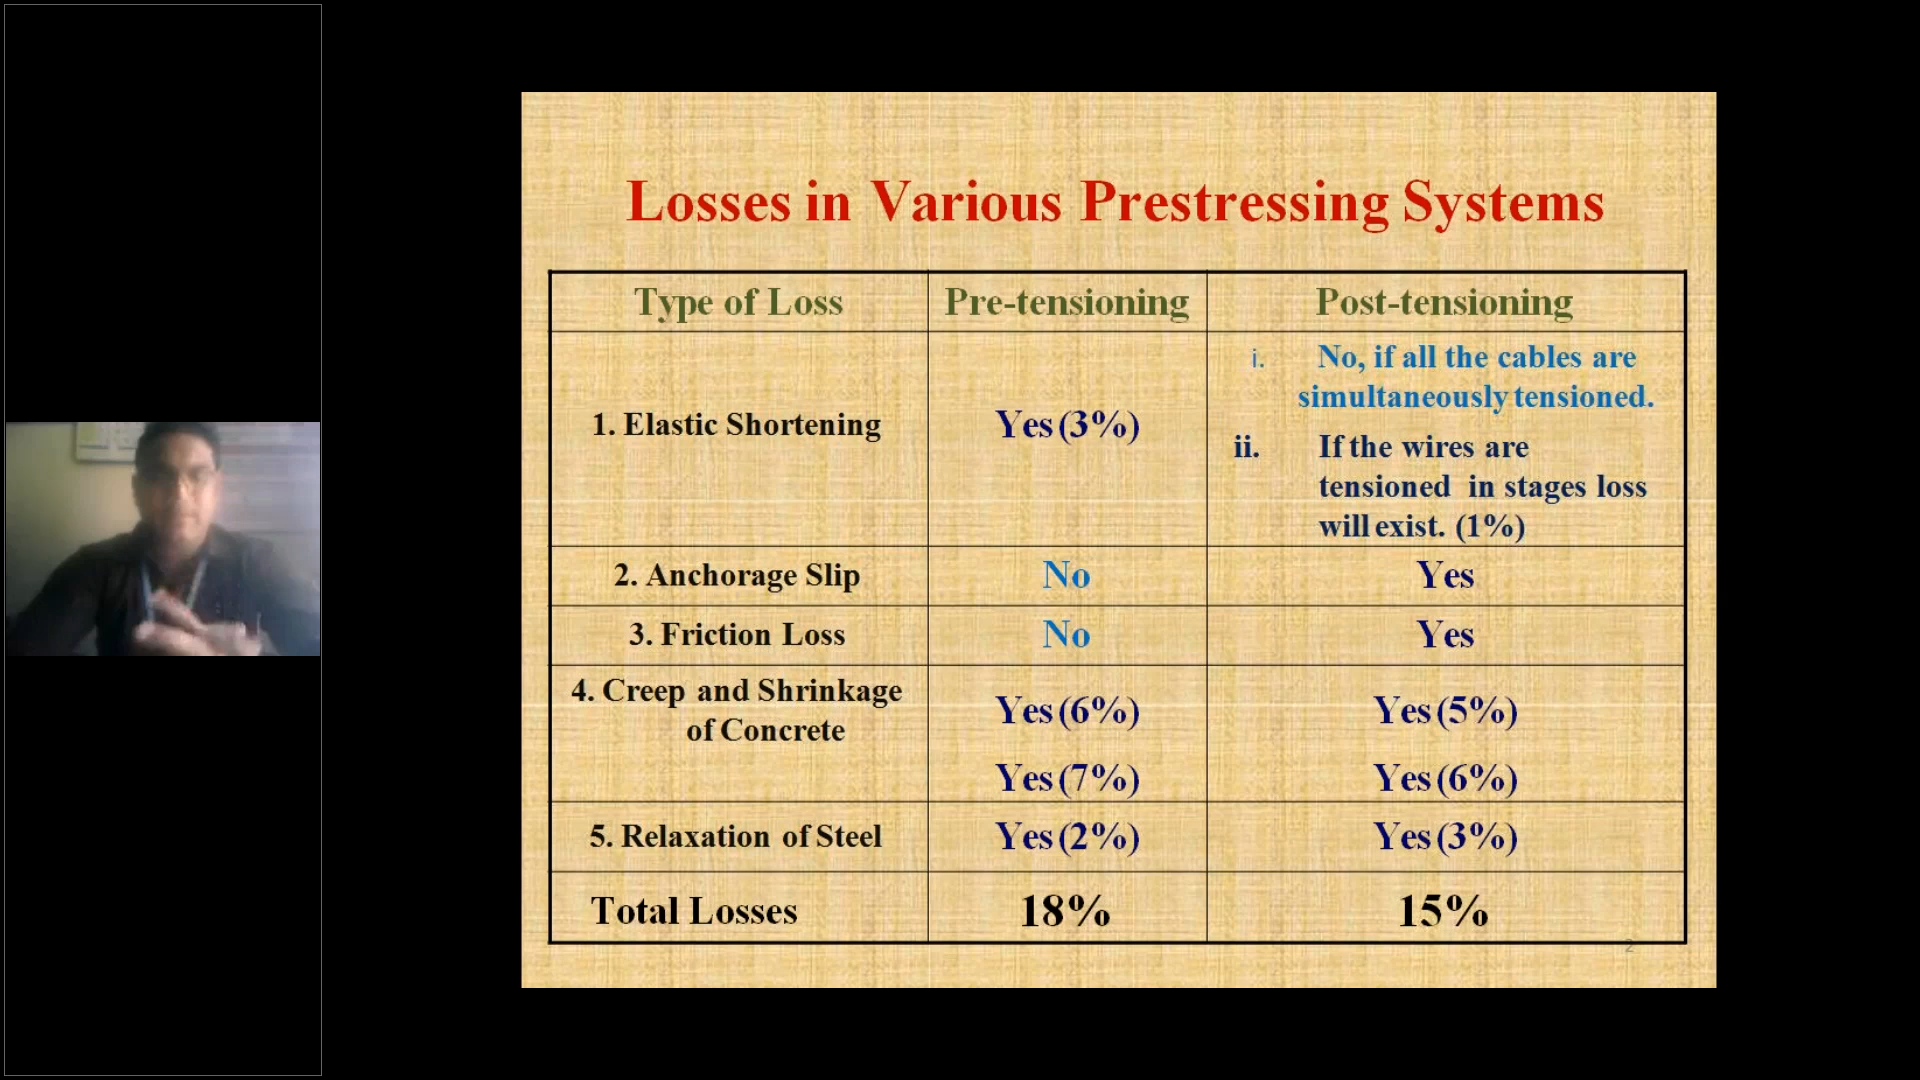 Losses in Various Prestressing Systems
Type of Loss
Pre-tensioning
Post-tensioning
1. Elastic Shortening
Yes (3%)
i. No, if all the cables are
simultaneously tensioned.
ii. If the wires are
tensioned in stages loss
will exist. (1%)
2. Anchorage Slip
No
Yes
3. Friction Loss
No
Yes
4. Creep and Shrinkage
of Concrete
Yes (6%)
Yes (5%)
Yes (7%)
Yes (6%)
5. Relaxation of Steel
Yes (2%)
Yes (3%)
Total Losses
18%
15%
2